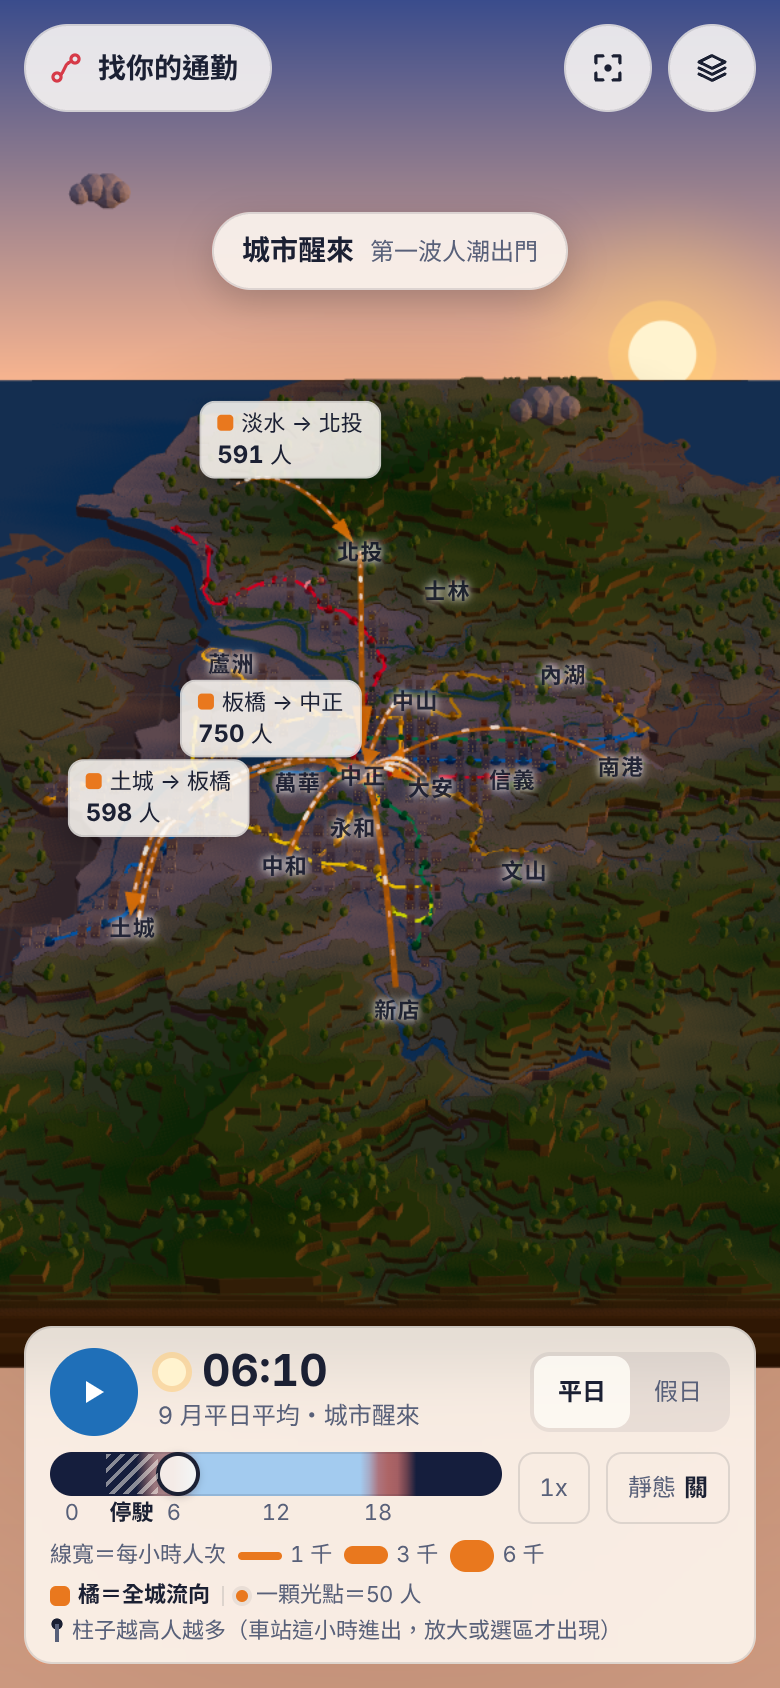 找你的通勤
城市醒來 第一波人潮出門
淡水 → 北投
591 人
北投
士林
蘆洲
內湖
板橋 → 中正
750 人
中山
土城 → 板橋
598 人
萬華
中正
大安
信義
南港
永和
中和
文山
土城
新店
06:10
9 月平日平均・城市醒來
平日 假日
0 停駛 6 12 18
1x
靜態 關
線寬＝每小時人次 1 千 3 千 6 千
橘＝全城流向 一顆光點＝50 人
柱子越高人越多（車站這小時進出，放大或選區才出現）